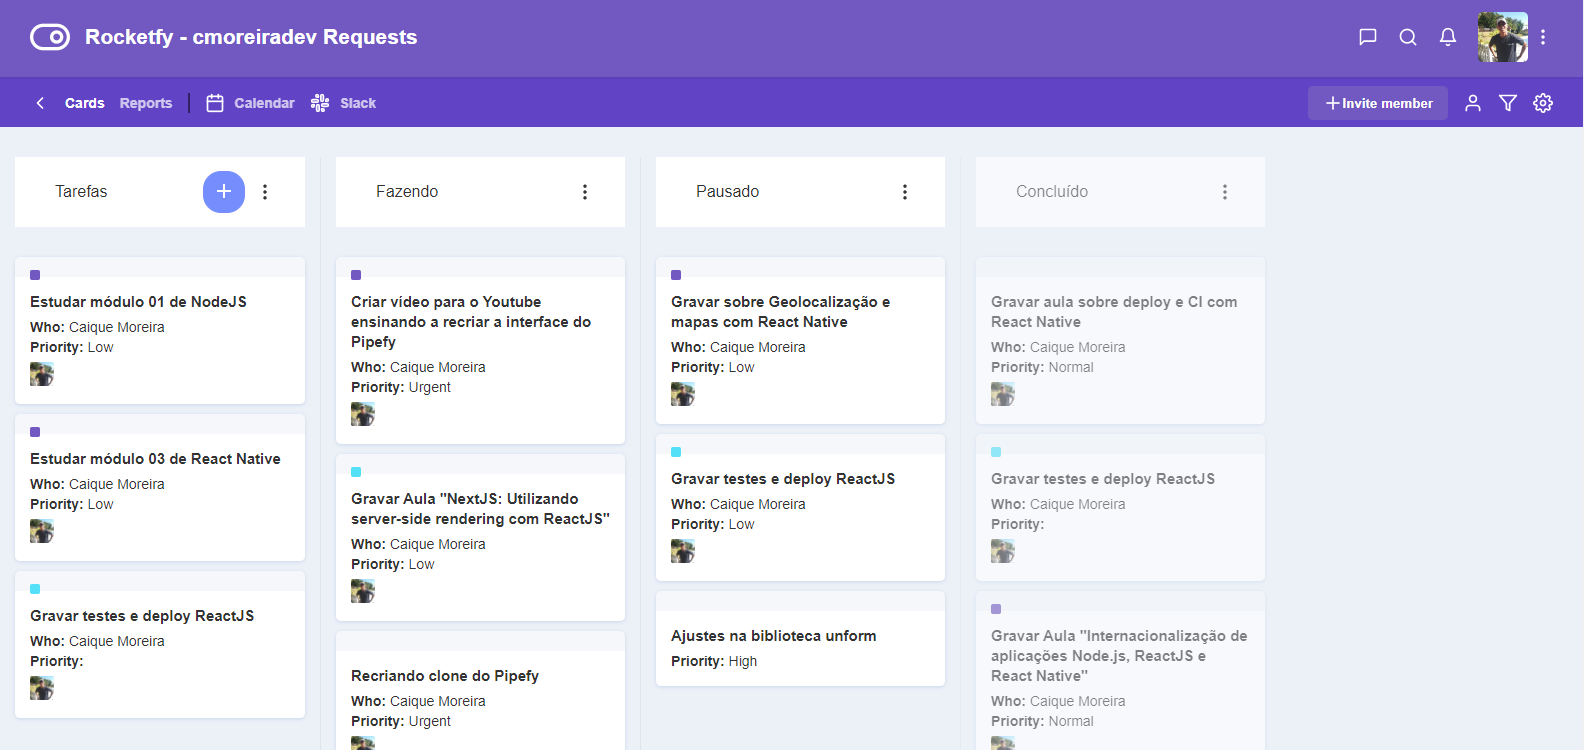 Rocketfy - cmoreiradev Requests
Cards
Reports
Calendar
Slack
Invite member
Tarefas
Estudar módulo 01 de NodeJS
Who: Caique Moreira
Priority: Low
Estudar módulo 03 de React Native
Who: Caique Moreira
Priority: Low
Gravar testes e deploy ReactJS
Who: Caique Moreira
Priority:
Fazendo
Criar vídeo para o Youtube
ensinando a recriar a interface do
Pipefy
Who: Caique Moreira
Priority: Urgent
Gravar Aula "NextJS: Utilizando
server-side rendering com ReactJS"
Who: Caique Moreira
Priority: Low
Recriando clone do Pipefy
Who: Caique Moreira
Priority: Urgent
Pausado
Gravar sobre Geolocalização e
mapas com React Native
Who: Caique Moreira
Priority: Low
Gravar testes e deploy ReactJS
Who: Caique Moreira
Priority: Low
Ajustes na biblioteca unform
Priority: High
Concluído
Gravar aula sobre deploy e CI com
React Native
Who: Caique Moreira
Priority: Normal
Gravar testes e deploy ReactJS
Who: Caique Moreira
Priority:
Gravar Aula "Internacionalização de
aplicações Node.js, ReactJS e
React Native"
Who: Caique Moreira
Priority: Normal